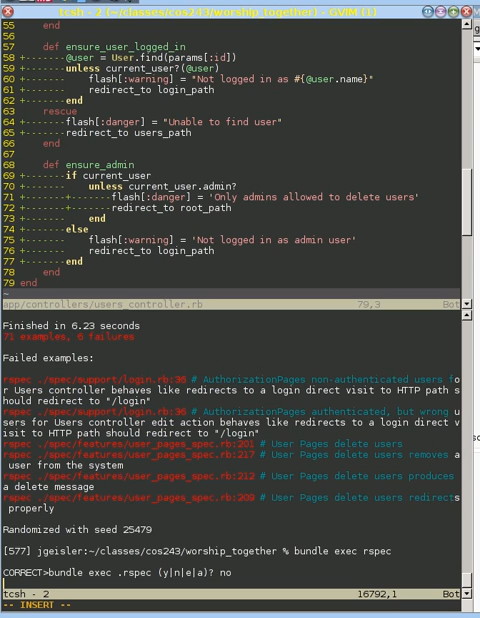 tcsh - 2 (~/classes/cos243/worship_together) - GVIM (1)
55     end
56
57     def ensure_user_logged_in
58 +-------@user = User.find(params[:id])
59 +-------unless current_user?(@user)
60 +-------    flash[:warning] = "Not logged in as #{@user.name}"
61 +-------    redirect_to login_path
62 +-------end
63     rescue
64 +-------flash[:danger] = "Unable to find user"
65 +-------redirect_to users_path
66     end
67
68     def ensure_admin
69 +-------if current_user
70 +-------    unless current_user.admin?
71 +-------+-------flash[:danger] = 'Only admins allowed to delete users'
72 +-------+-------redirect_to root_path
73 +-------    end
74 +-------else
75 +-------    flash[:warning] = 'Not logged in as admin user'
76 +-------    redirect_to login_path
77 +-------end
78     end
79 end
~
app/controllers/users_controller.rb 79,3 Bot
Finished in 6.23 seconds
71 examples, 6 failures
Failed examples:
rspec ./spec/support/login.rb:36 # AuthorizationPages non-authenticated users fo
r Users controller behaves like redirects to a login direct visit to HTTP path s
hould redirect to "/login"
rspec ./spec/support/login.rb:36 # AuthorizationPages authenticated, but wrong u
sers for Users controller edit action behaves like redirects to a login direct v
isit to HTTP path should redirect to "/login"
rspec ./spec/features/user_pages_spec.rb:201 # User Pages delete users
rspec ./spec/features/user_pages_spec.rb:217 # User Pages delete users removes a
 user from the system
rspec ./spec/features/user_pages_spec.rb:212 # User Pages delete users produces
a delete message
rspec ./spec/features/user_pages_spec.rb:209 # User Pages delete users redirects
 properly
Randomized with seed 25479
[577] jgeisler:~/classes/cos243/worship_together % bundle exec rspec
CORRECT>bundle exec .rspec (y|n|e|a)? no
tcsh - 2 16792,1 Bot
-- INSERT --